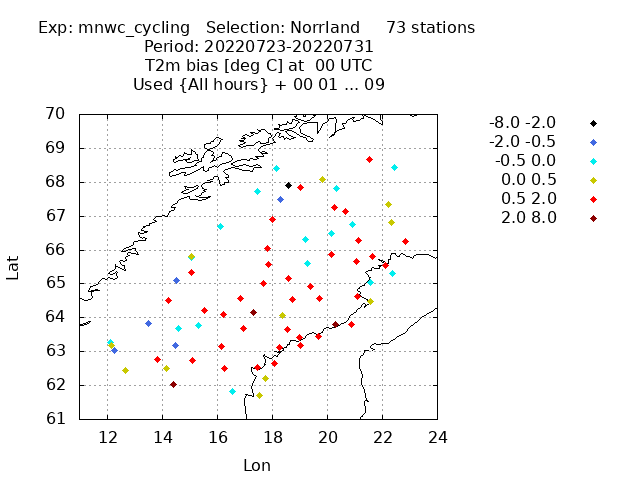 Exp: mnwc_cycling   Selection: Norrland     73 stations
Period: 20220723-20220731
T2m bias [deg C] at  00 UTC
Used {All hours} + 00 01 ... 09
70
69
68
67
66
65
64
63
62
61
Lat
12 14 16 18 20 22 24
Lon
-8.0 -2.0
-2.0 -0.5
-0.5 0.0
0.0 0.5
0.5 2.0
2.0 8.0